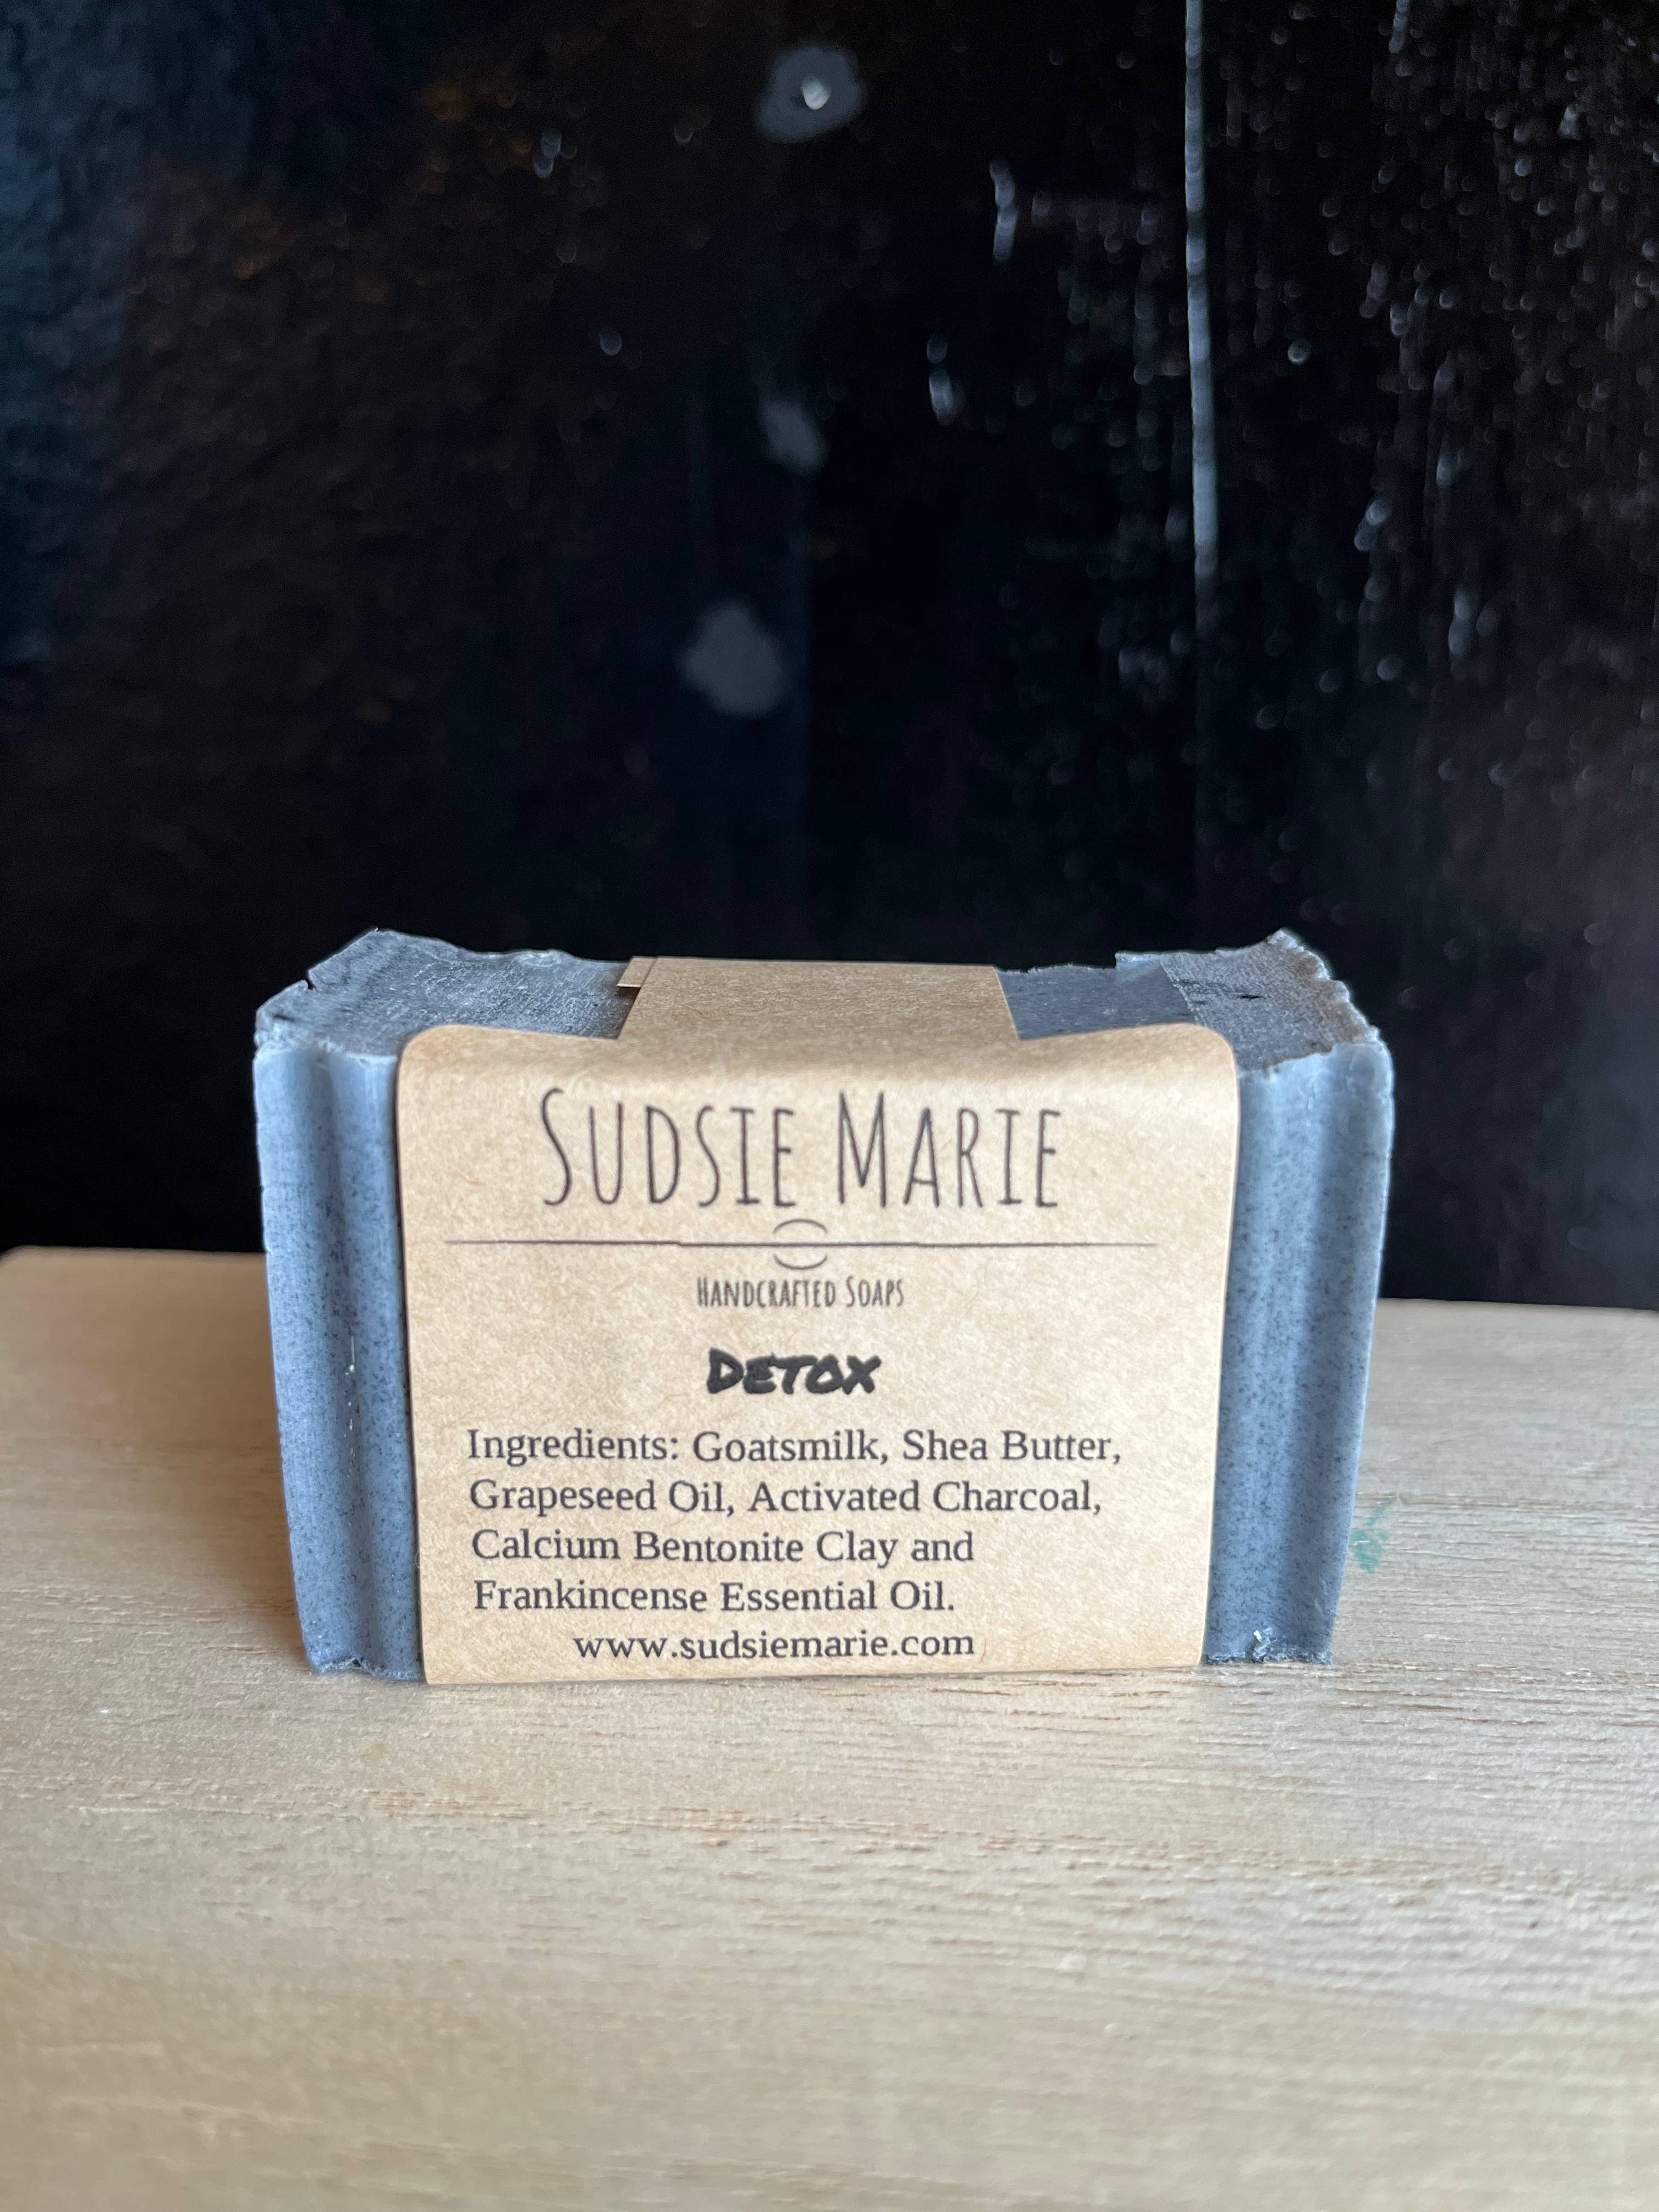 SUDSIE MARIE
HANDCRAFTED SOAPS
DETOX
Ingredients: Goatsmilk, Shea Butter,
Grapeseed Oil, Activated Charcoal,
Calcium Bentonite Clay and
Frankincense Essential Oil.
www.sudsiemarie.com